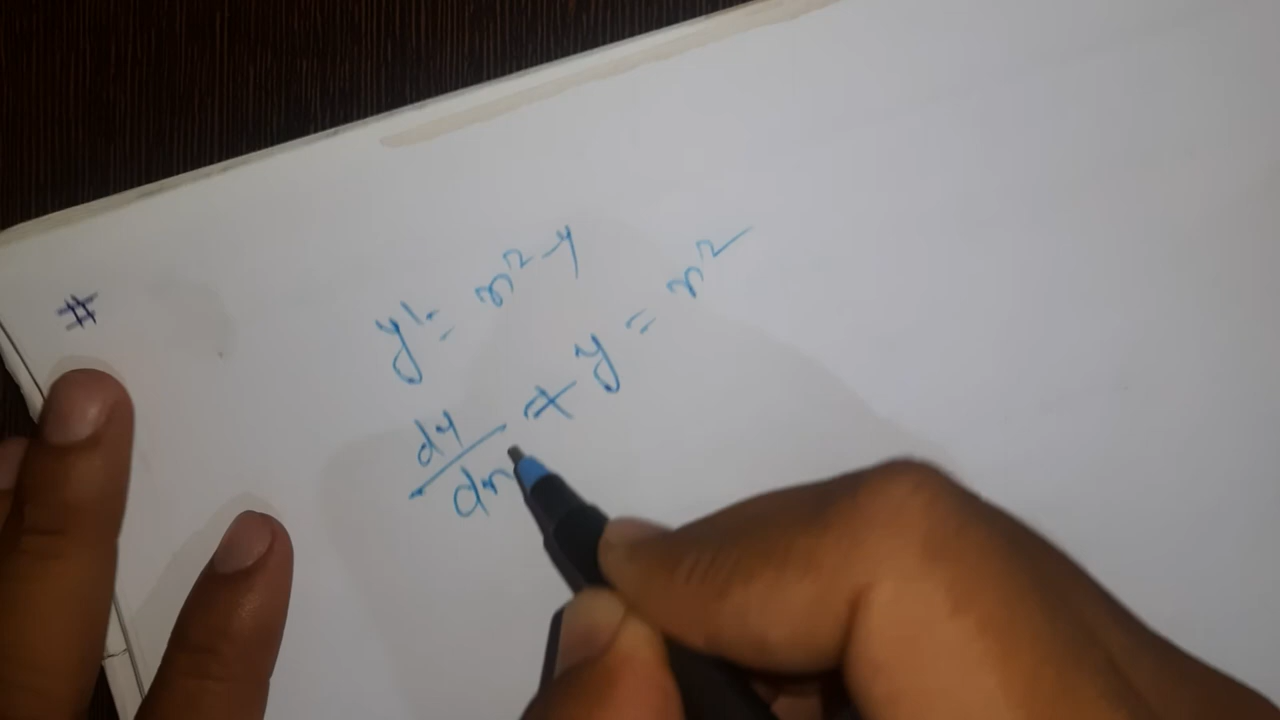 #
y' = x² - y
dy/dx + y = x²